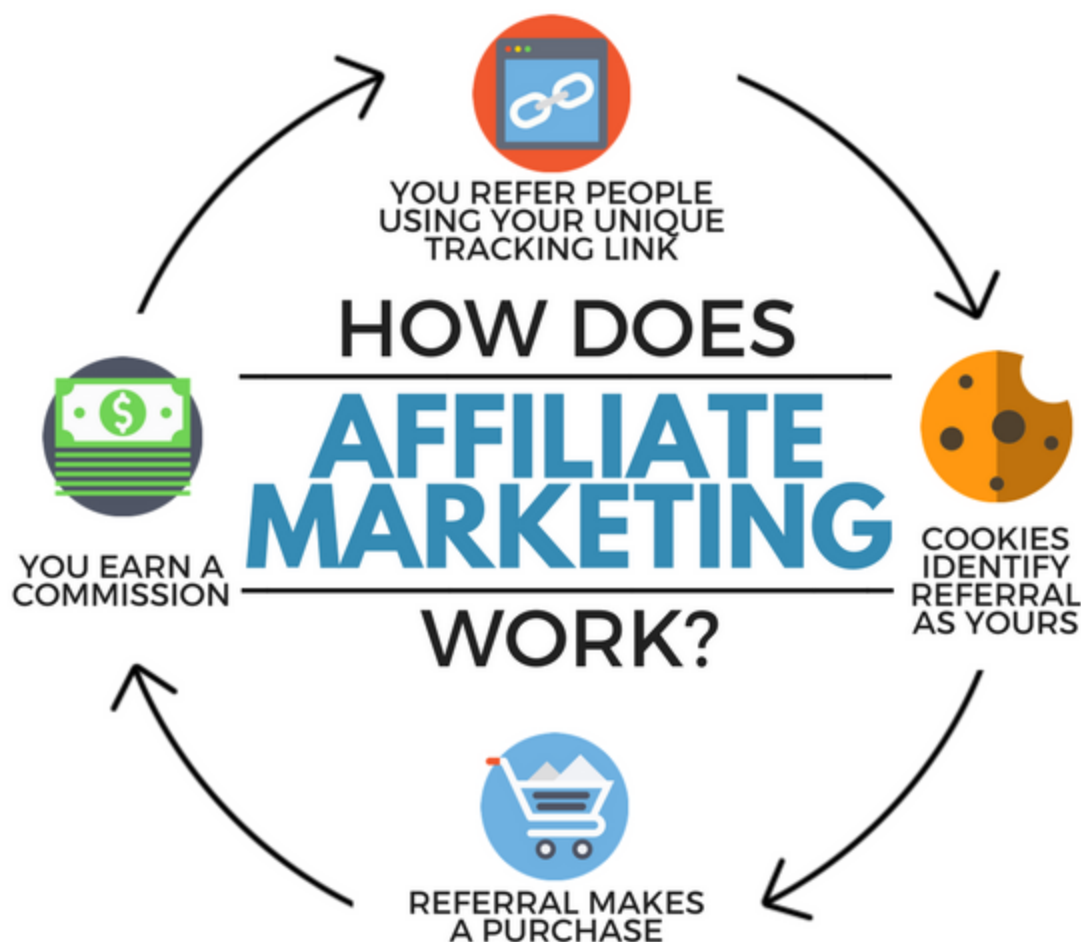 YOU REFER PEOPLE
USING YOUR UNIQUE
TRACKING LINK
HOW DOES
AFFILIATE
MARKETING
WORK?
COOKIES
IDENTIFY
REFERRAL
AS YOURS
REFERRAL MAKES
A PURCHASE
YOU EARN A
COMMISSION
$